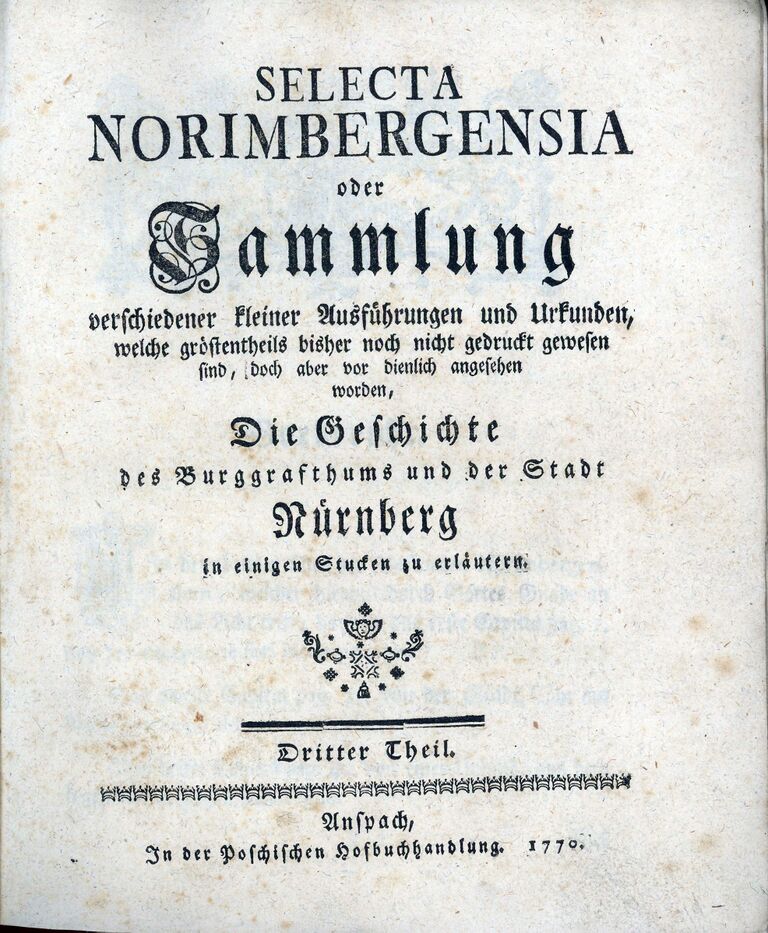 SELECTA
NORIMBERGENSIA
oder
Sammlung
verschiedener kleiner Ausführungen und Urkunden,
welche gröstentheils bisher noch nicht gedruckt gewesen
sind, doch aber vor dienlich angesehen
worden,
Die Geschichte
des Burggrafthums und der Stadt
Nürnberg
in einigen Stucken zu erläutern.
Dritter Theil.
Anspach,
In der Poschischen Hofbuchhandlung. 1770.